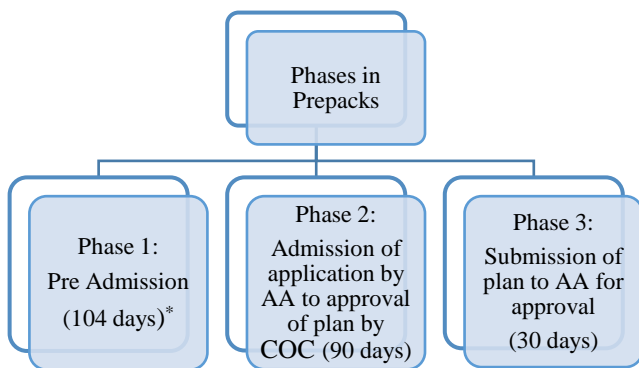 Phases in
Prepacks
Phase 1:
Pre Admission
(104 days)*
Phase 2:
Admission of
application by
AA to approval
of plan by
COC (90 days)
Phase 3:
Submission of
plan to AA for
approval
(30 days)